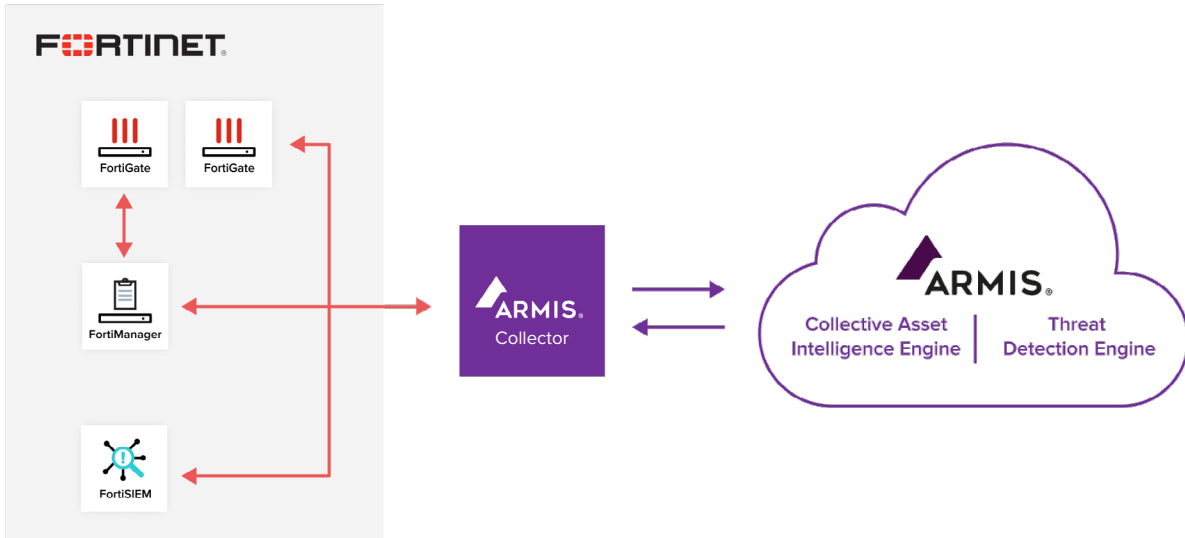 FORTINET®
FortiGate
FortiGate
FortiManager
FortiSIEM
ARMIS®
Collector
ARMIS®
Collective Asset
Intelligence Engine
Threat
Detection Engine